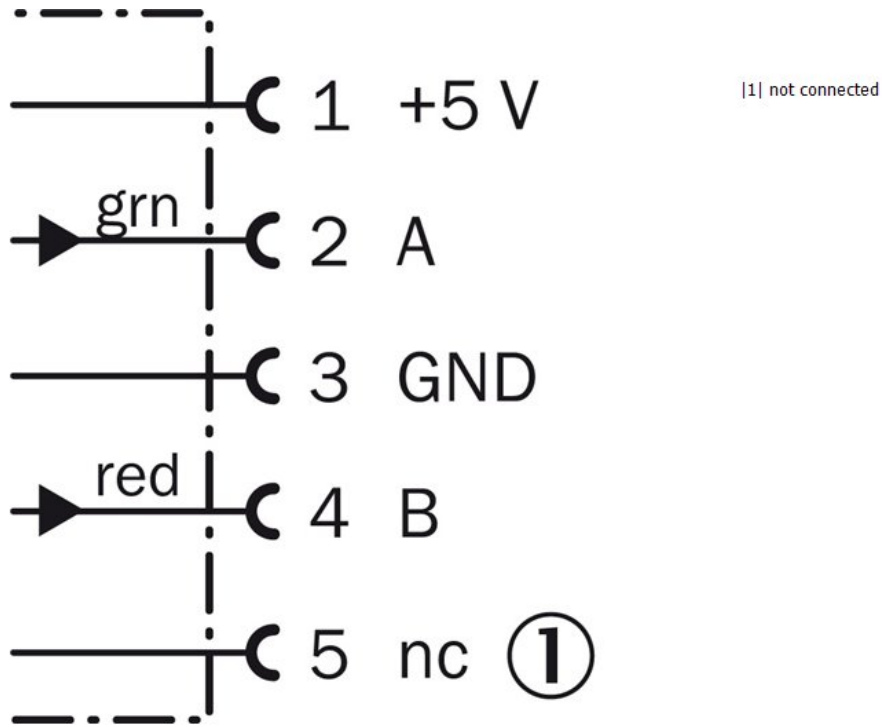 1 +5 V
|1| not connected
grn
2 A
3 GND
red
4 B
5 nc ①